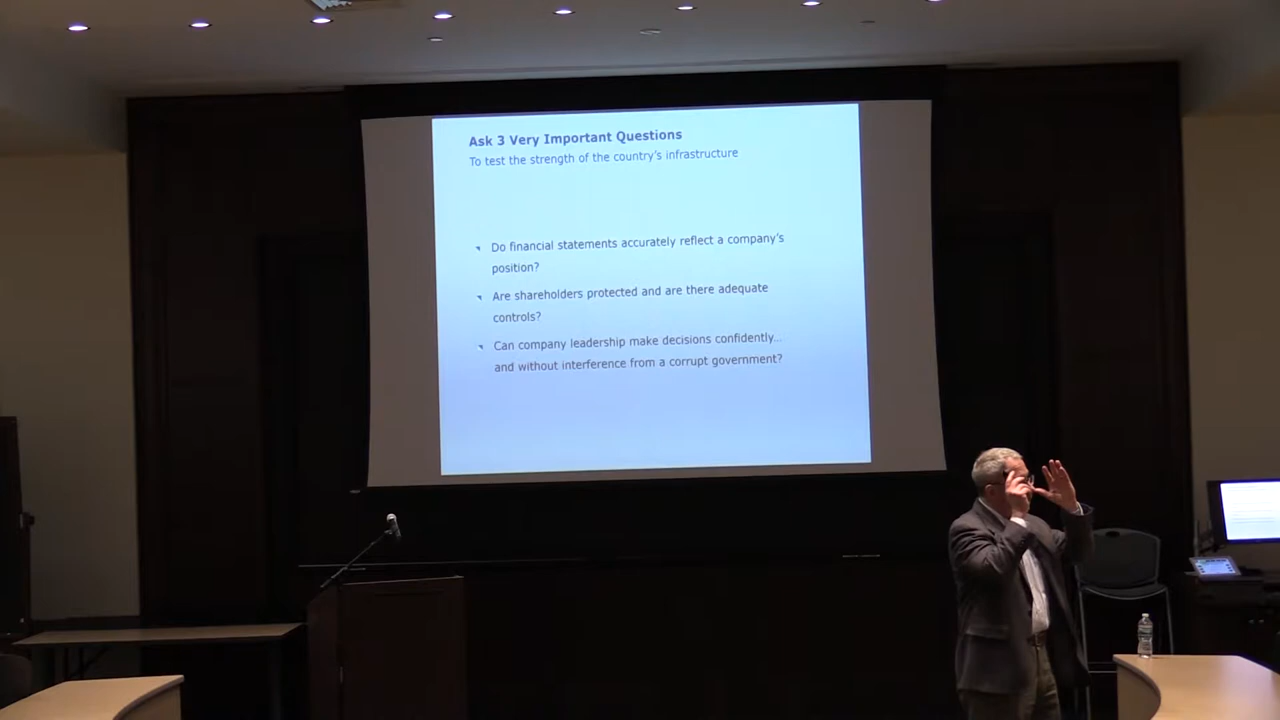 Ask 3 Very Important Questions
To test the strength of the country's infrastructure
Do financial statements accurately reflect a company's
position?
Are shareholders protected and are there adequate
controls?
Can company leadership make decisions confidently…
and without interference from a corrupt government?